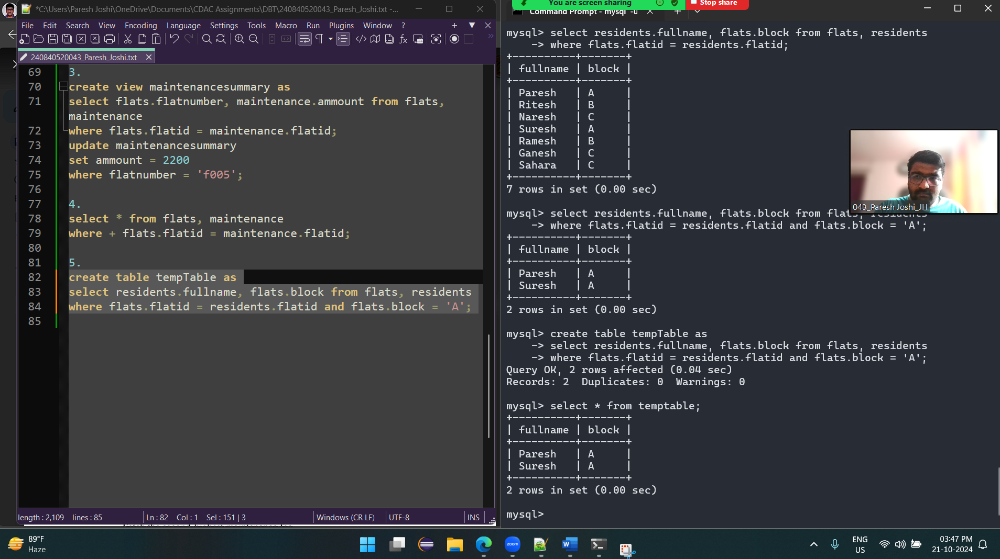 *C:\Users\Paresh Joshi\OneDrive\Documents\CDAC Assignments\DBT\240840520043_Paresh_Joshi.txt -...
File Edit Search View Encoding Language Settings Tools Macro Run Plugins Window ?
240840520043_Paresh_Joshi.txt
69 3.
70 create view maintenancesummary as
71 select flats.flatnumber, maintenance.ammount from flats,
maintenance
72 where flats.flatid = maintenance.flatid;
73 update maintenancesummary
74 set ammount = 2200
75 where flatnumber = 'f005';
76
77 4.
78 select * from flats, maintenance
79 where + flats.flatid = maintenance.flatid;
80
81 5.
82 create table tempTable as
83 select residents.fullname, flats.block from flats, residents
84 where flats.flatid = residents.flatid and flats.block = 'A';
85
length : 2,109 lines : 85 Ln : 82 Col : 1 Sel : 151 | 3 Windows (CR LF) UTF-8 INS
You are screen sharing Stop share
Command Prompt - mysql -u
mysql> select residents.fullname, flats.block from flats, residents
-> where flats.flatid = residents.flatid;
+----------+-------+
| fullname | block |
+----------+-------+
| Paresh | A |
| Ritesh | B |
| Naresh | C |
| Suresh | A |
| Ramesh | B |
| Ganesh | C |
| Sahara | C |
+----------+-------+
7 rows in set (0.00 sec)
mysql> select residents.fullname, flats.block from flats, residents
-> where flats.flatid = residents.flatid and flats.block = 'A';
+----------+-------+
| fullname | block |
+----------+-------+
| Paresh | A |
| Suresh | A |
+----------+-------+
2 rows in set (0.00 sec)
mysql> create table tempTable as
-> select residents.fullname, flats.block from flats, residents
-> where flats.flatid = residents.flatid and flats.block = 'A';
Query OK, 2 rows affected (0.04 sec)
Records: 2 Duplicates: 0 Warnings: 0
mysql> select * from temptable;
+----------+-------+
| fullname | block |
+----------+-------+
| Paresh | A |
| Suresh | A |
+----------+-------+
2 rows in set (0.00 sec)
mysql>
043_Paresh Joshi_JH
89°F
Haze
zoom
ENG
US
03:47 PM
21-10-2024